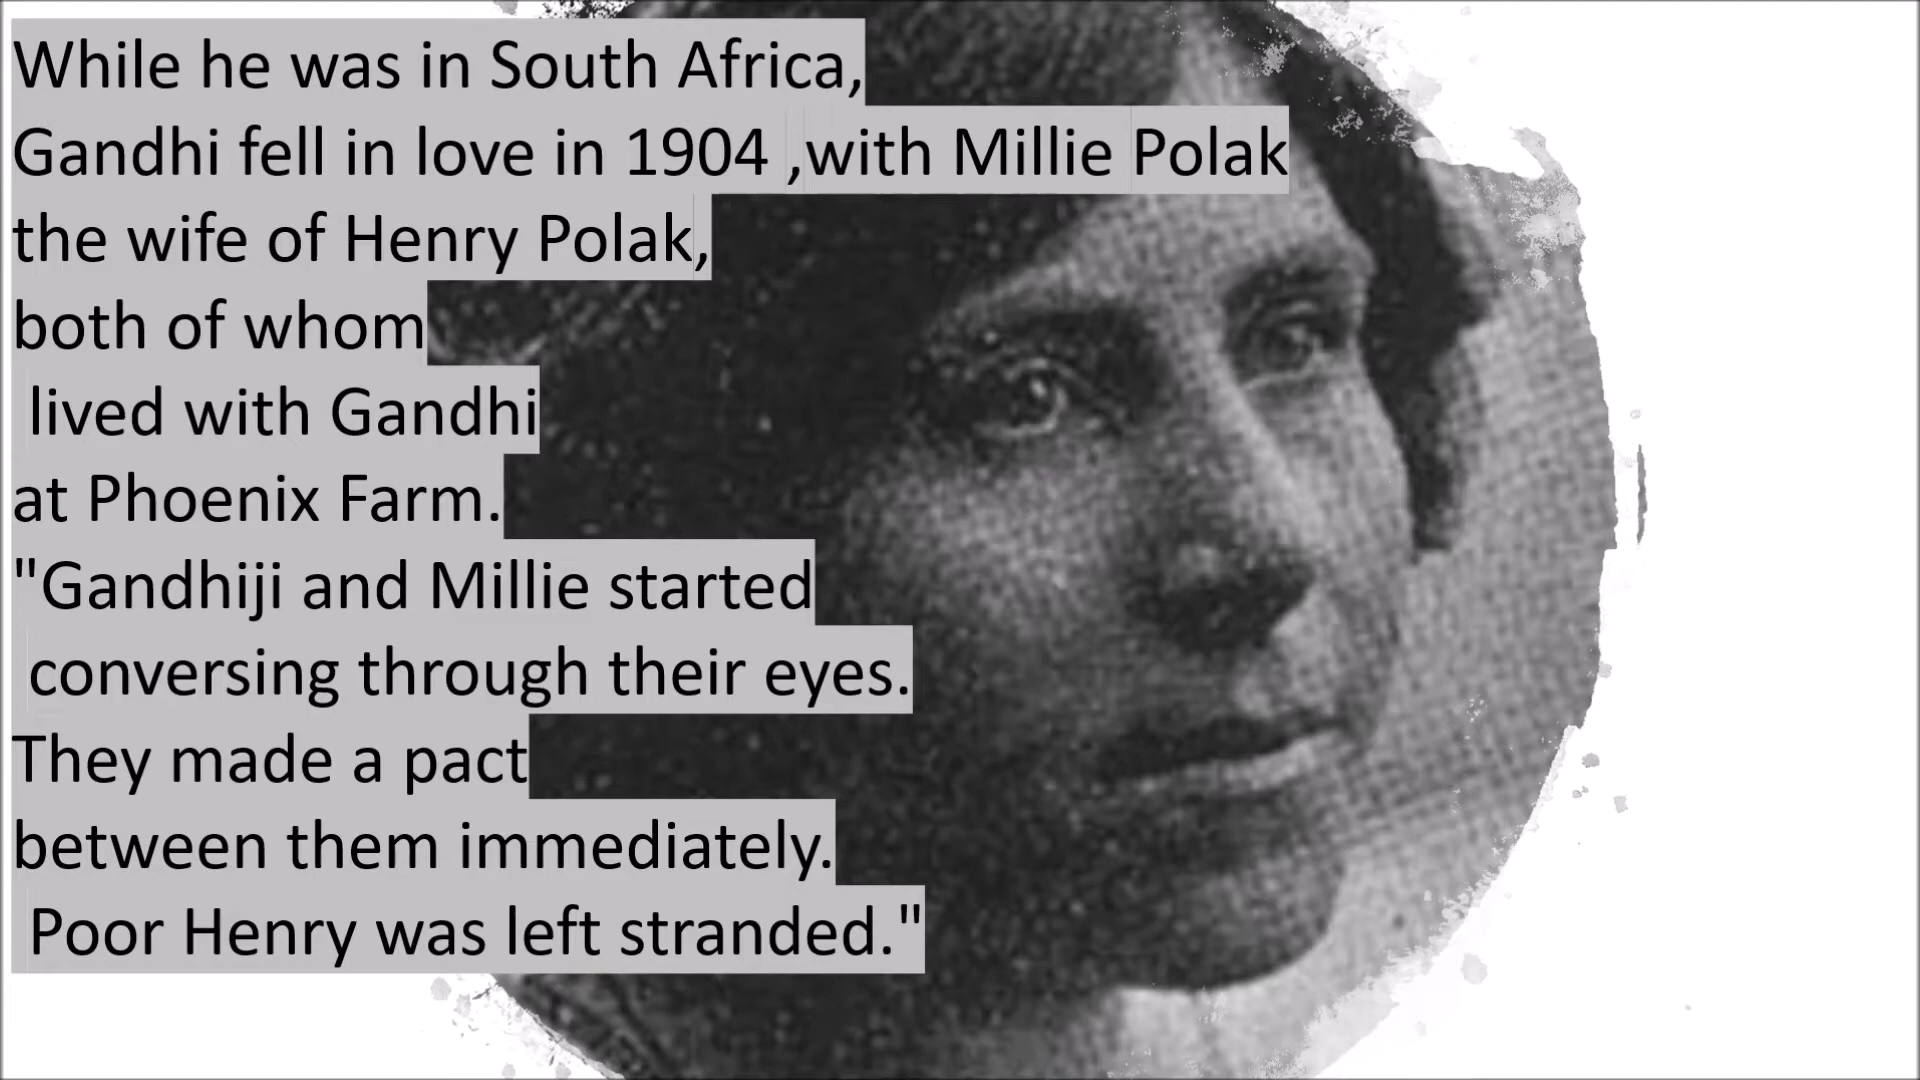 While he was in South Africa,
Gandhi fell in love in 1904 ,with Millie Polak
the wife of Henry Polak,
both of whom
lived with Gandhi
at Phoenix Farm.
"Gandhiji and Millie started
conversing through their eyes.
They made a pact
between them immediately.
Poor Henry was left stranded."